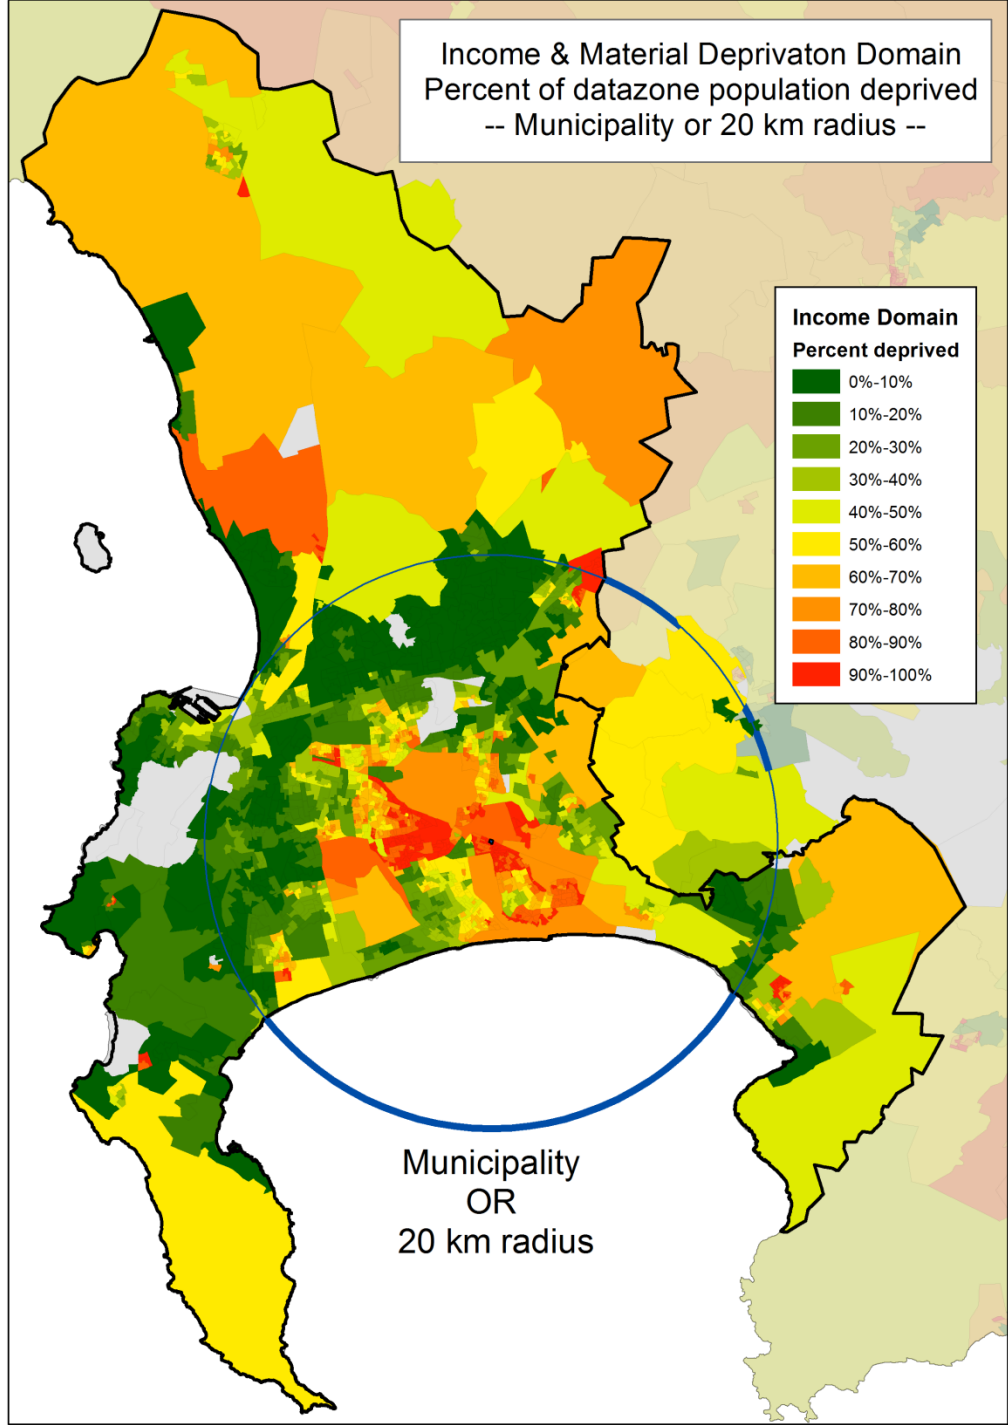 Income & Material Deprivaton Domain
Percent of datazone population deprived
-- Municipality or 20 km radius --
Income Domain
Percent deprived
0%-10%
10%-20%
20%-30%
30%-40%
40%-50%
50%-60%
60%-70%
70%-80%
80%-90%
90%-100%
Municipality
OR
20 km radius